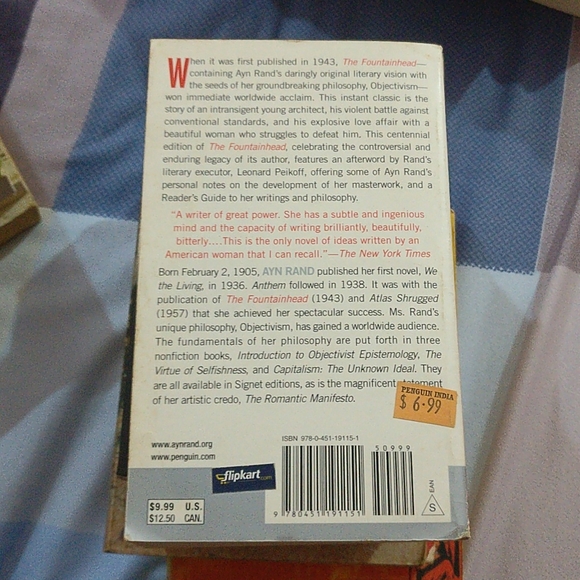 When it was first published in 1943, The Fountainhead—
containing Ayn Rand's daringly original literary vision with
the seeds of her groundbreaking philosophy, Objectivism—
won immediate worldwide acclaim. This instant classic is the
story of an intransigent young architect, his violent battle against
conventional standards, and his explosive love affair with a
beautiful woman who struggles to defeat him. This centennial
edition of The Fountainhead, celebrating the controversial and
enduring legacy of its author, features an afterword by Rand's
literary executor, Leonard Peikoff, offering some of Ayn Rand's
personal notes on the development of her masterwork, and a
Reader's Guide to her writings and philosophy.
"A writer of great power. She has a subtle and ingenious
mind and the capacity of writing brilliantly, beautifully,
bitterly....This is the only novel of ideas written by an
American woman that I can recall."—The New York Times
Born February 2, 1905, AYN RAND published her first novel, We
the Living, in 1936. Anthem followed in 1938. It was with the
publication of The Fountainhead (1943) and Atlas Shrugged
(1957) that she achieved her spectacular success. Ms. Rand's
unique philosophy, Objectivism, has gained a worldwide audience.
The fundamentals of her philosophy are put forth in three
nonfiction books, Introduction to Objectivist Epistemology, The
Virtue of Selfishness, and Capitalism: The Unknown Ideal. They
are all available in Signet editions, as is the magnificent statement
of her artistic credo, The Romantic Manifesto.
PENGUIN INDIA
$ 6.99
www.aynrand.org
www.penguin.com
ISBN 978-0-451-19115-1
50999
flipkart.com
EAN
S
$9.99 U.S.
$12.50 CAN.
9 780451 191151